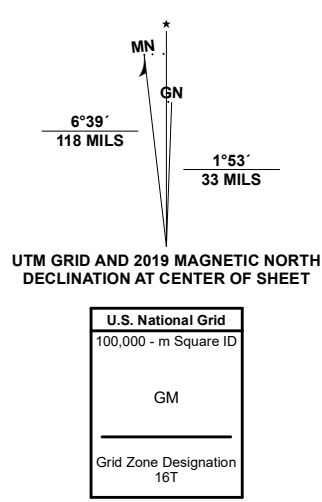 MN
GN
6°39´
118 MILS
1°53´
33 MILS
UTM GRID AND 2019 MAGNETIC NORTH
DECLINATION AT CENTER OF SHEET
U.S. National Grid
100,000 - m Square ID
GM
Grid Zone Designation
16T